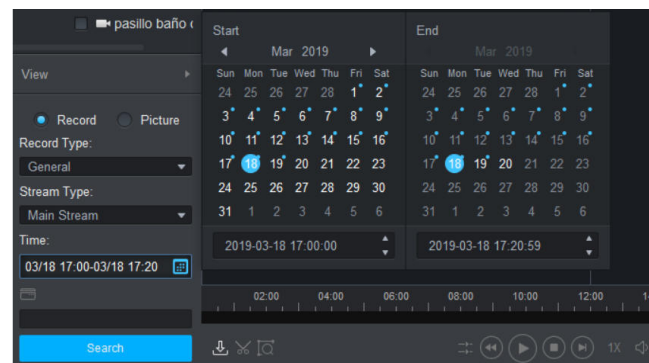 pasillo baño c
View
Record Picture
Record Type:
General
Stream Type:
Main Stream
Time:
03/18 17:00-03/18 17:20
Search
Start
Mar 2019
Sun Mon Tue Wed Thu Fri Sat
24 25 26 27 28 1 2
3 4 5 6 7 8 9
10 11 12 13 14 15 16
17 18 19 20 21 22 23
24 25 26 27 28 29 30
31 1 2 3 4 5 6
2019-03-18 17:00:00
End
Mar 2019
Sun Mon Tue Wed Thu Fri Sat
24 25 26 27 28 1 2
3 4 5 6 7 8 9
10 11 12 13 14 15 16
17 18 19 20 21 22 23
24 25 26 27 28 29 30
31 1 2 3 4 5 6
2019-03-18 17:20:59
02:00 04:00 06:00 08:00 10:00 12:00 1
1X